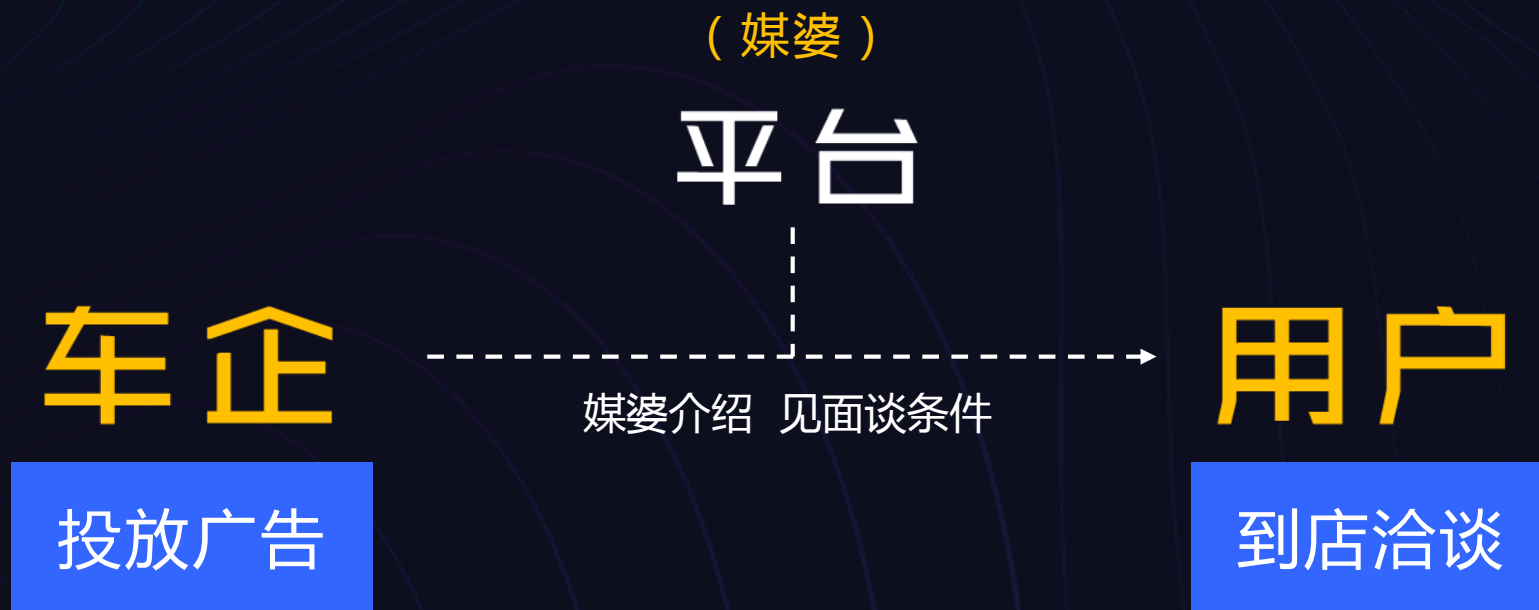 （媒婆）
平台
车企
用户
媒婆介绍 见面谈条件
投放广告
到店洽谈